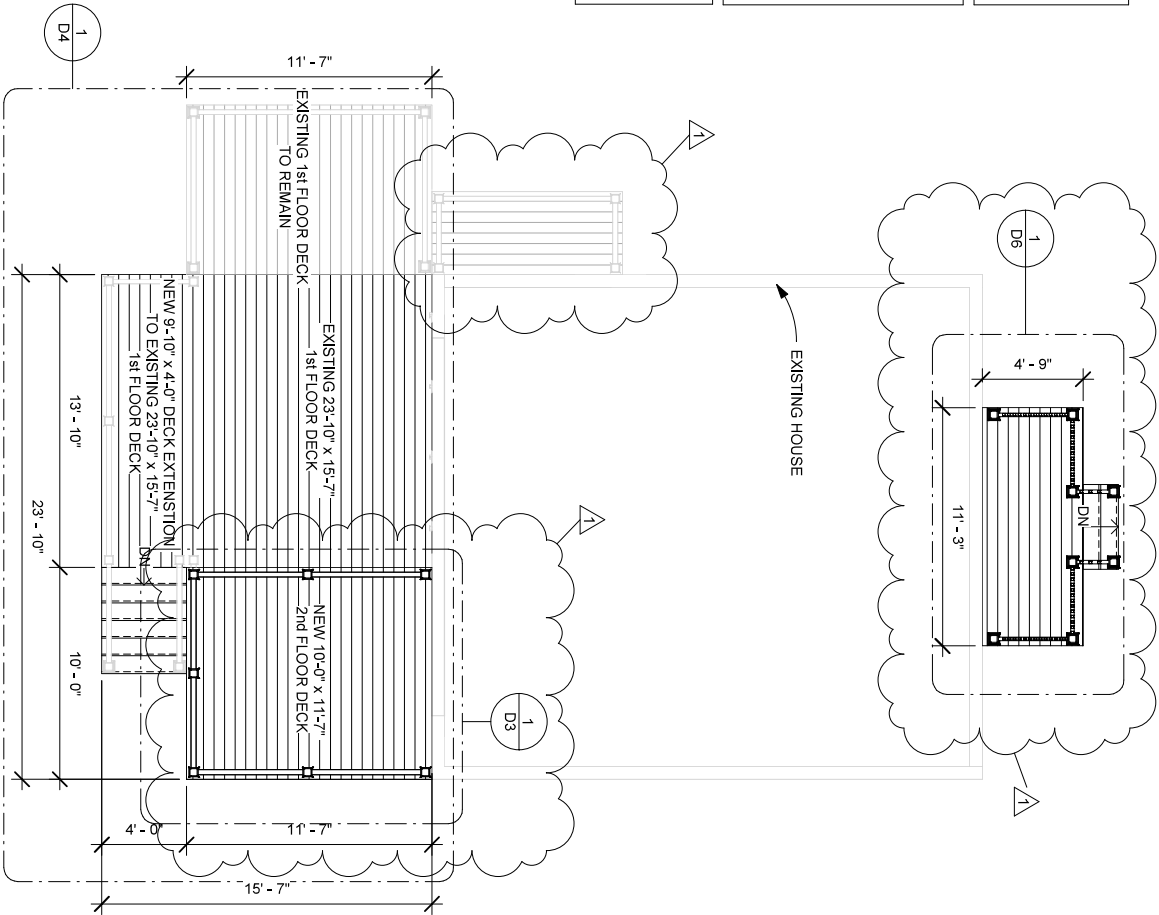 1
D4
11' - 7"
EXISTING 1st FLOOR DECK
TO REMAIN
1
1
D6
EXISTING HOUSE
4' - 9"
11' - 3"
DN
EXISTING 23'-10" x 15'-7"
1st FLOOR DECK
NEW 9'-10" x 4'-0" DECK EXTENSTION
TO EXISTING 23'-10" x 15'-7"
1st FLOOR DECK
DN
13' - 10"
23' - 10"
10' - 0"
1
NEW 10'-0" x 11'-7"
2nd FLOOR DECK
1
D3
1
4' - 0"
11' - 7"
15' - 7"